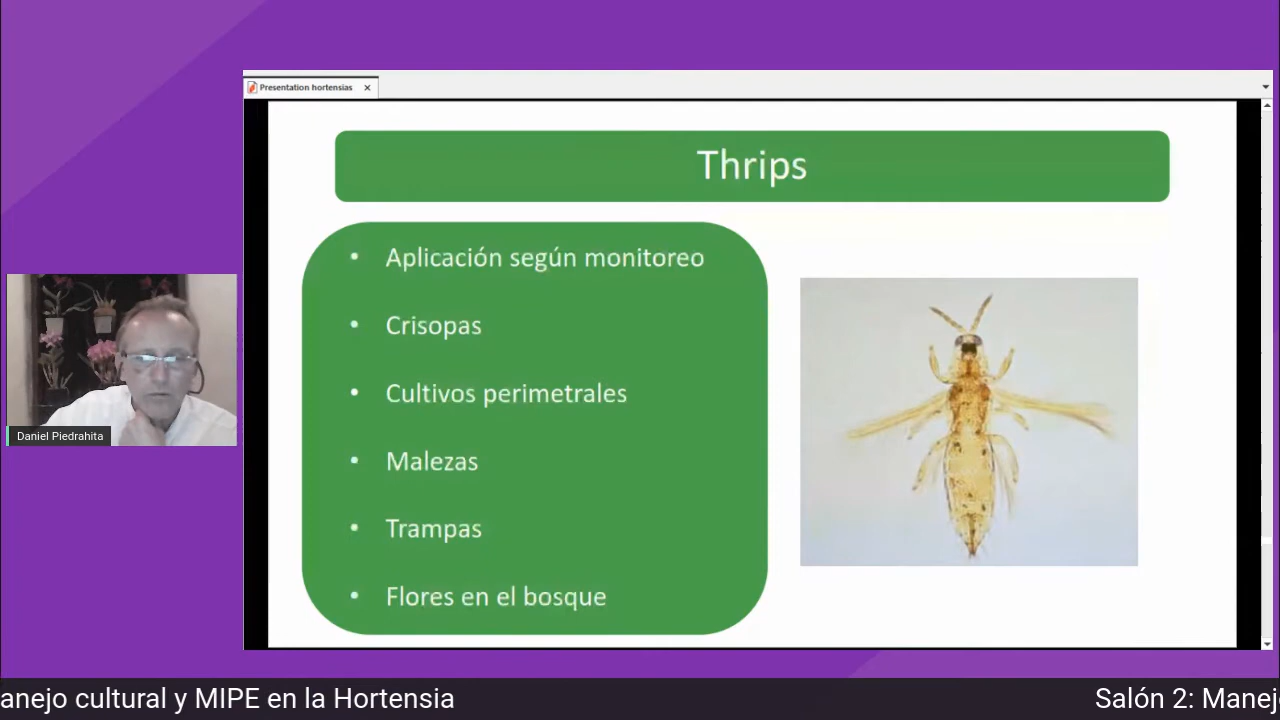 Presentation hortensias
Thrips
• Aplicación según monitoreo
• Crisopas
• Cultivos perimetrales
• Malezas
• Trampas
• Flores en el bosque
Daniel Piedrahita
anejo cultural y MIPE en la Hortensia
Salón 2: Manej